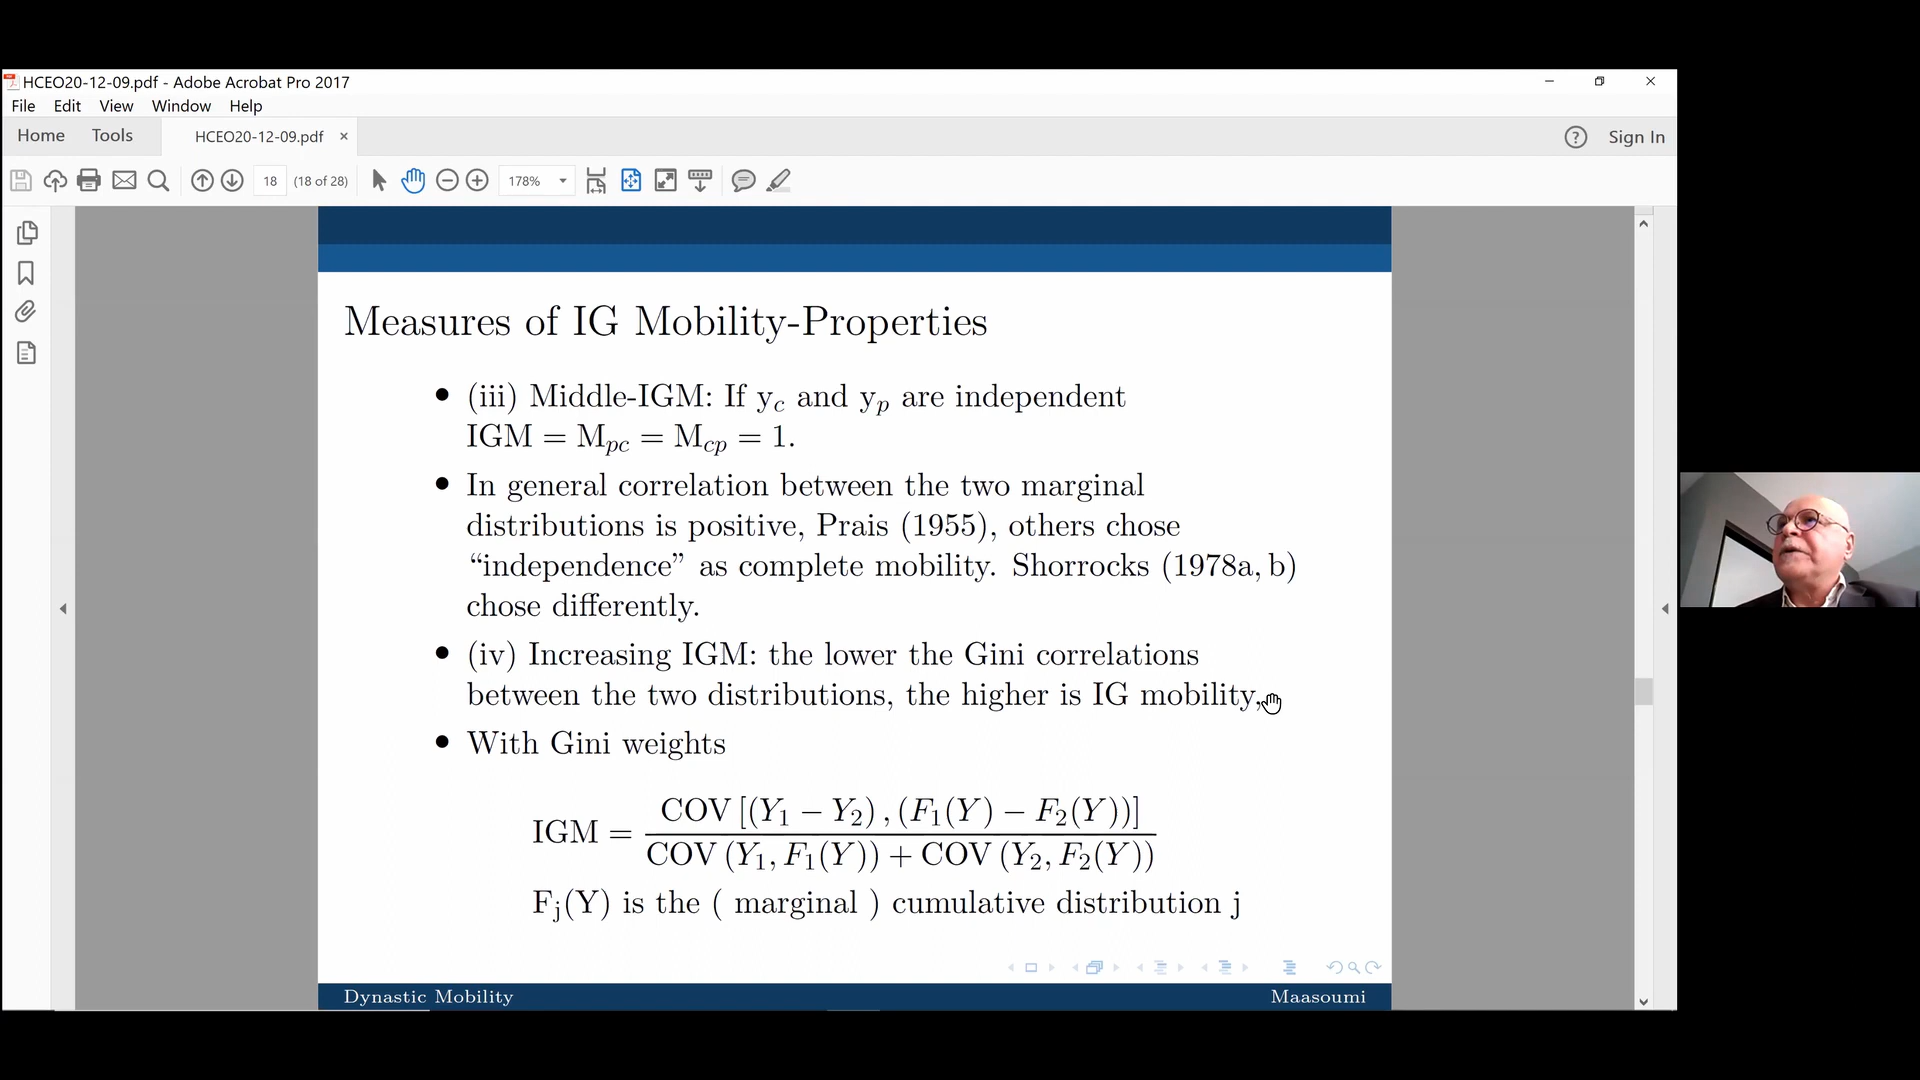 HCEO20-12-09.pdf - Adobe Acrobat Pro 2017
File Edit View Window Help
Home Tools HCEO20-12-09.pdf × ? Sign In
18 (18 of 28) 178%
Measures of IG Mobility-Properties
• (iii) Middle-IGM: If y_c and y_p are independent
IGM = M_pc = M_cp = 1.
• In general correlation between the two marginal
distributions is positive, Prais (1955), others chose
“independence” as complete mobility. Shorrocks (1978a, b)
chose differently.
• (iv) Increasing IGM: the lower the Gini correlations
between the two distributions, the higher is IG mobility,
• With Gini weights
IGM = COV [(Y_1 − Y_2) , (F_1(Y) − F_2(Y))] / COV (Y_1, F_1(Y)) + COV (Y_2, F_2(Y))
F_j(Y) is the ( marginal ) cumulative distribution j
Dynastic Mobility Maasoumi